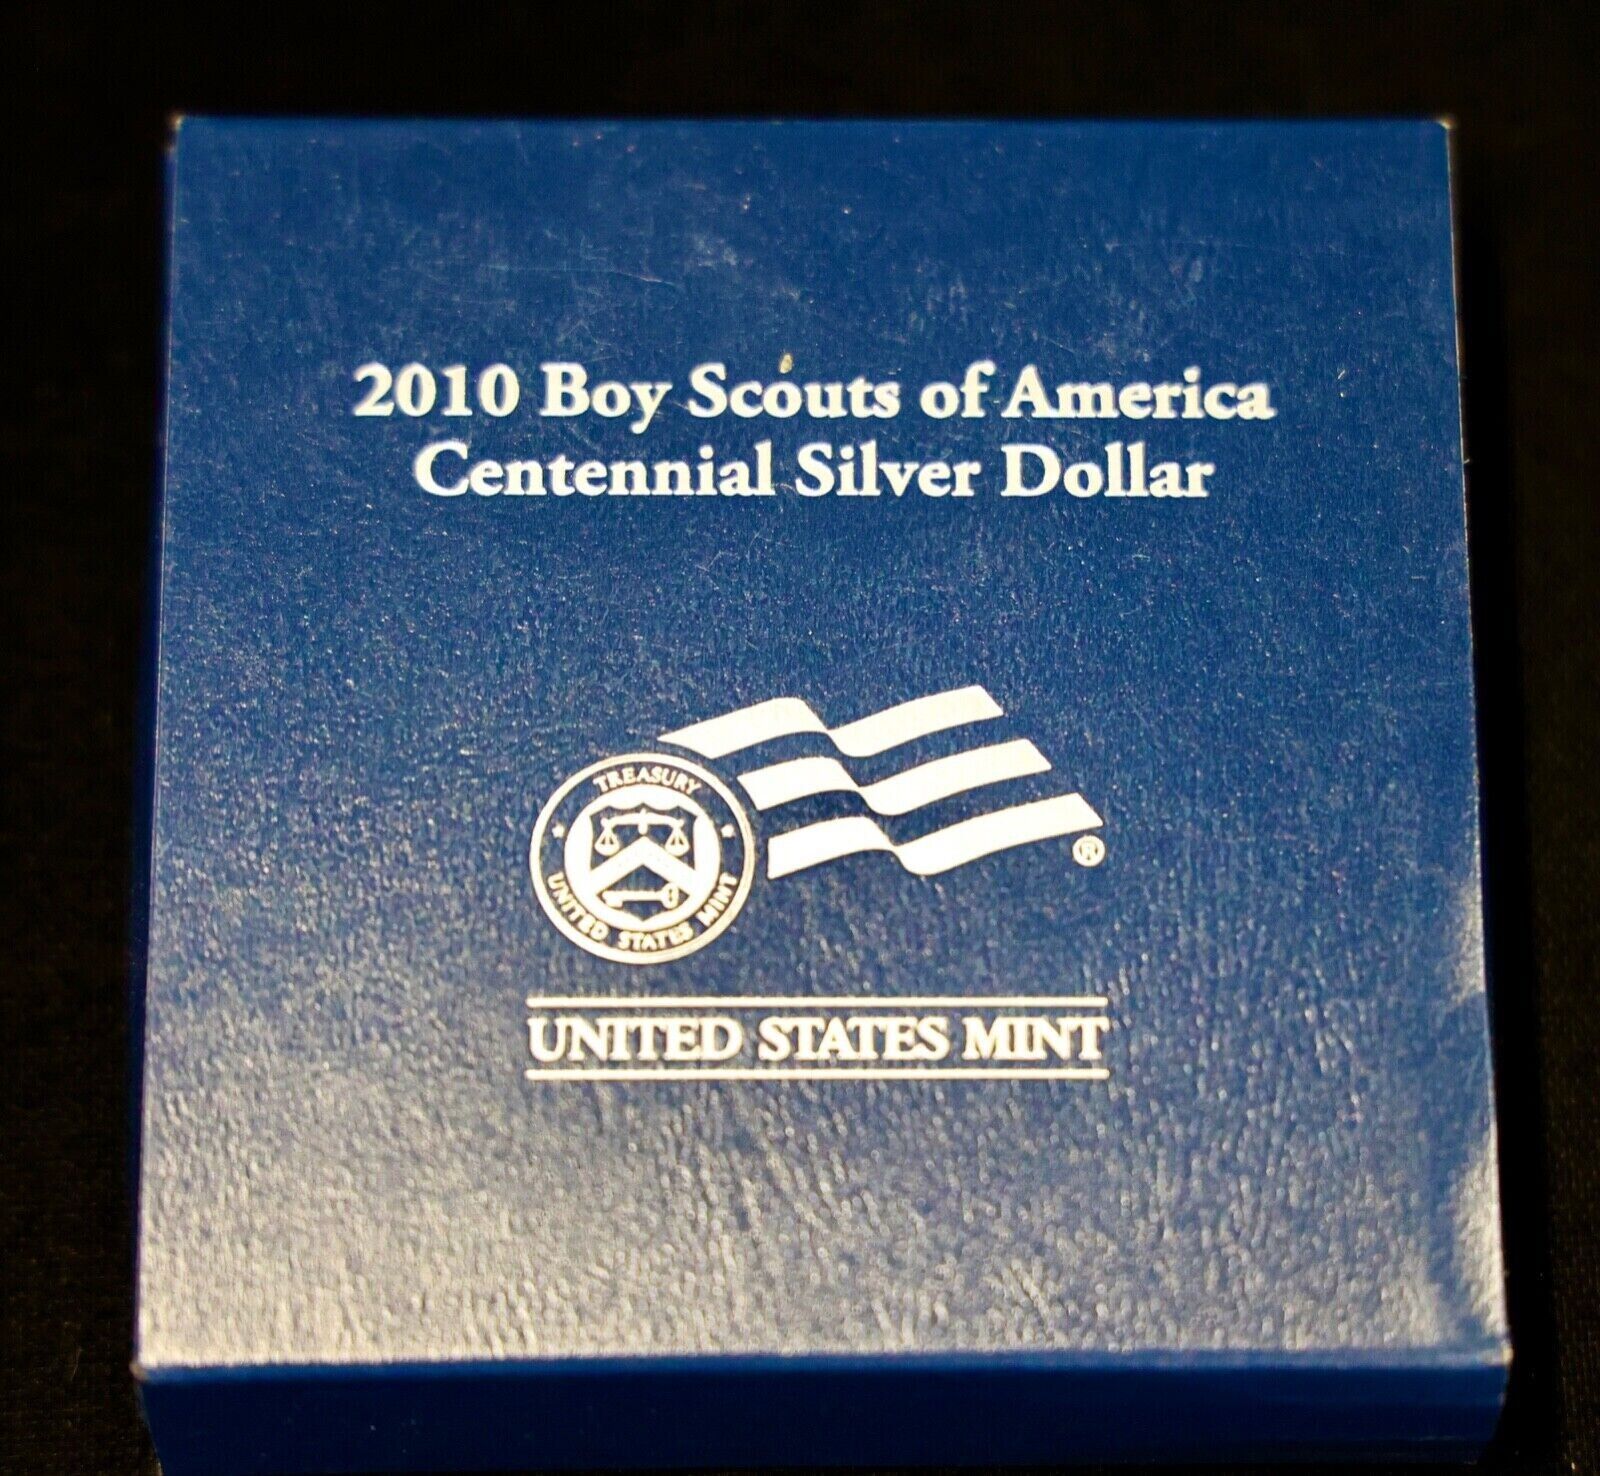 2010 Boy Scouts of America
Centennial Silver Dollar
TREASURY
UNITED STATES MINT
®
UNITED STATES MINT